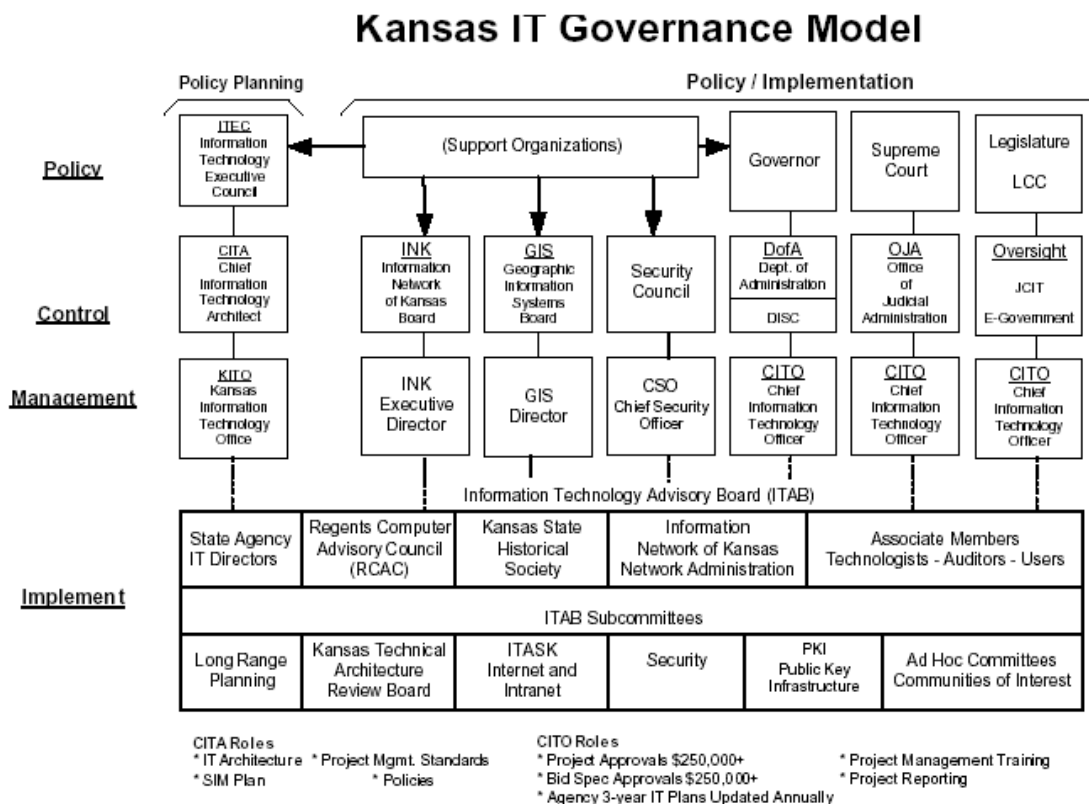 Kansas IT Governance Model
Policy Planning
Policy / Implementation
Policy
ITEC
Information
Technology
Executive
Council
(Support Organizations)
Governor
Supreme
Court
Legislature
LCC
Control
CITA
Chief
Information
Technology
Architect
INK
Information
Network
of Kansas
Board
GIS
Geographic
Information
Systems
Board
Security
Council
DofA
Dept. of
Administration
DISC
OJA
Office
of
Judicial
Administration
Oversight
JCIT
E-Government
Management
KITO
Kansas
Information
Technology
Office
INK
Executive
Director
GIS
Director
CSO
Chief Security
Officer
CITO
Chief
Information
Technology
Officer
CITO
Chief
Information
Technology
Officer
CITO
Chief
Information
Technology
Officer
Information Technology Advisory Board (ITAB)
Implement
State Agency
IT Directors
Regents Computer
Advisory Council
(RCAC)
Kansas State
Historical
Society
Information
Network of Kansas
Network Administration
Associate Members
Technologists - Auditors - Users
ITAB Subcommittees
Long Range
Planning
Kansas Technical
Architecture
Review Board
ITASK
Internet and
Intranet
Security
PKI
Public Key
Infrastructure
Ad Hoc Committees
Communities of Interest
CITA Roles
* IT Architecture * Project Mgmt. Standards
* SIM Plan * Policies
CITO Roles
* Project Approvals $250,000+ * Project Management Training
* Bid Spec Approvals $250,000+ * Project Reporting
* Agency 3-year IT Plans Updated Annually